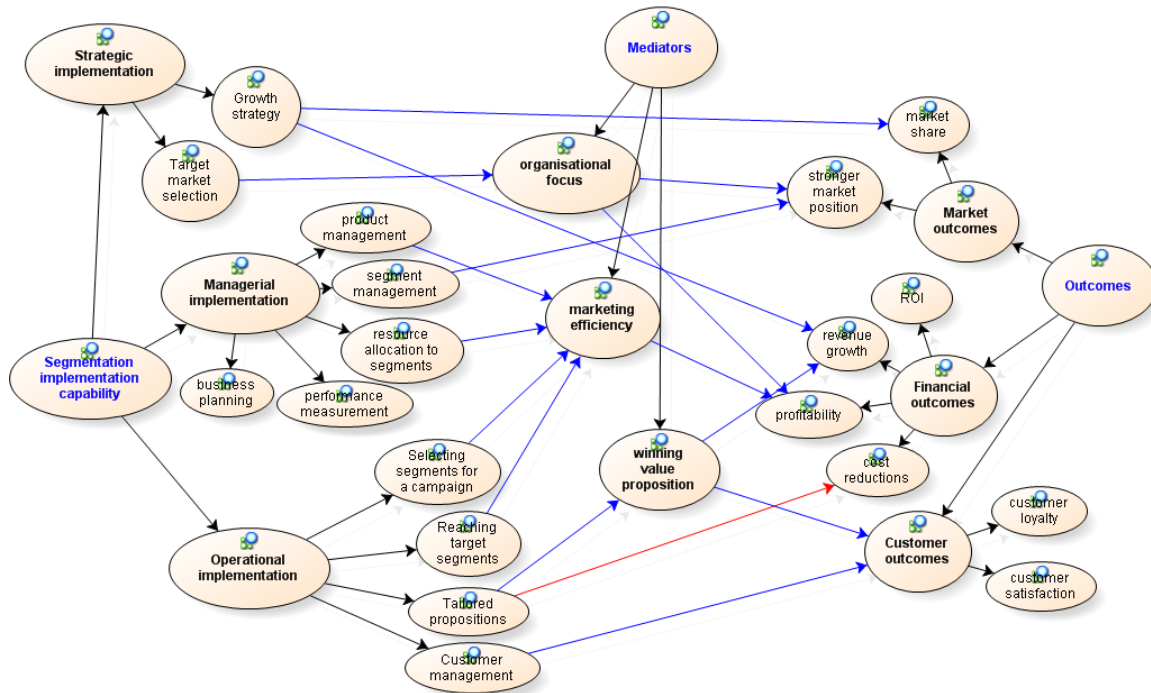 Strategic
implementation
Mediators
Growth
strategy
market
share
Target
market
selection
organisational
focus
stronger
market
position
product
management
Market
outcomes
segment
management
Managerial
implementation
marketing
efficiency
ROI
Outcomes
resource
allocation to
segments
revenue
growth
Segmentation
implementation
capability
business
planning
performance
measurement
Financial
outcomes
profitability
Selecting
segments for
a campaign
winning
value
proposition
cost
reductions
customer
loyalty
Reaching
target
segments
Customer
outcomes
Operational
implementation
customer
satisfaction
Tailored
propositions
Customer
management